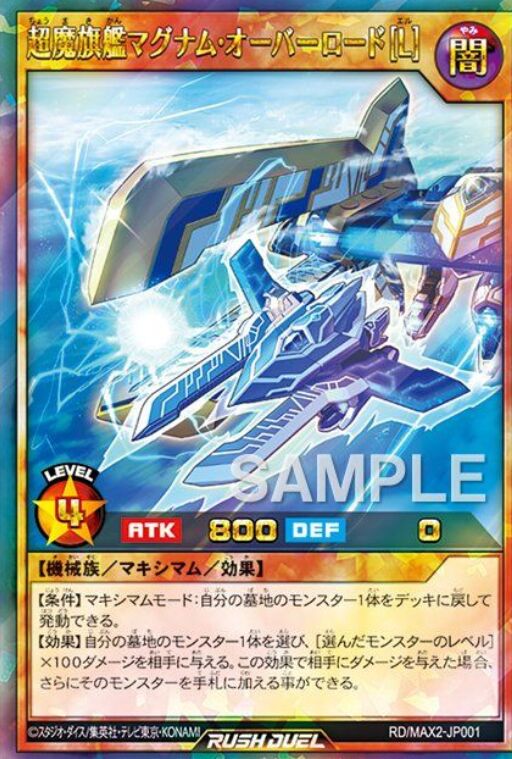 超魔旗艦マグナム・オーバーロード[L]
闇
SAMPLE
LEVEL
4
ATK 800 DEF 0
【機械族／マキシマム／効果】
【条件】マキシマムモード：自分の墓地のモンスター1体をデッキに戻して
発動できる。
【効果】自分の墓地のモンスター1体を選び、[選んだモンスターのレベル]
×100ダメージを相手に与える。この効果で相手にダメージを与えた場合、
さらにそのモンスターを手札に加える事ができる。
©スタジオ・ダイス/集英社・テレビ東京・KONAMI
RUSH DUEL
RD/MAX2-JP001